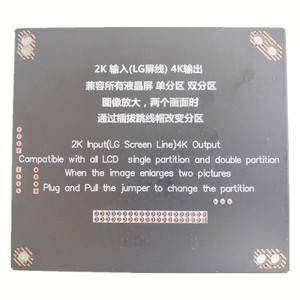 2K 输入(LG屏线) 4K输出
兼容所有液晶屏 单分区 双分区
图像放大，两个画面时
通过插拔跳线帽改变分区
2K Input(LG Screen Line)4K Output
Compatible with all LCD single partition and double partition
When the image enlarges two pictures
Plug and Pull the jumper to change the partition